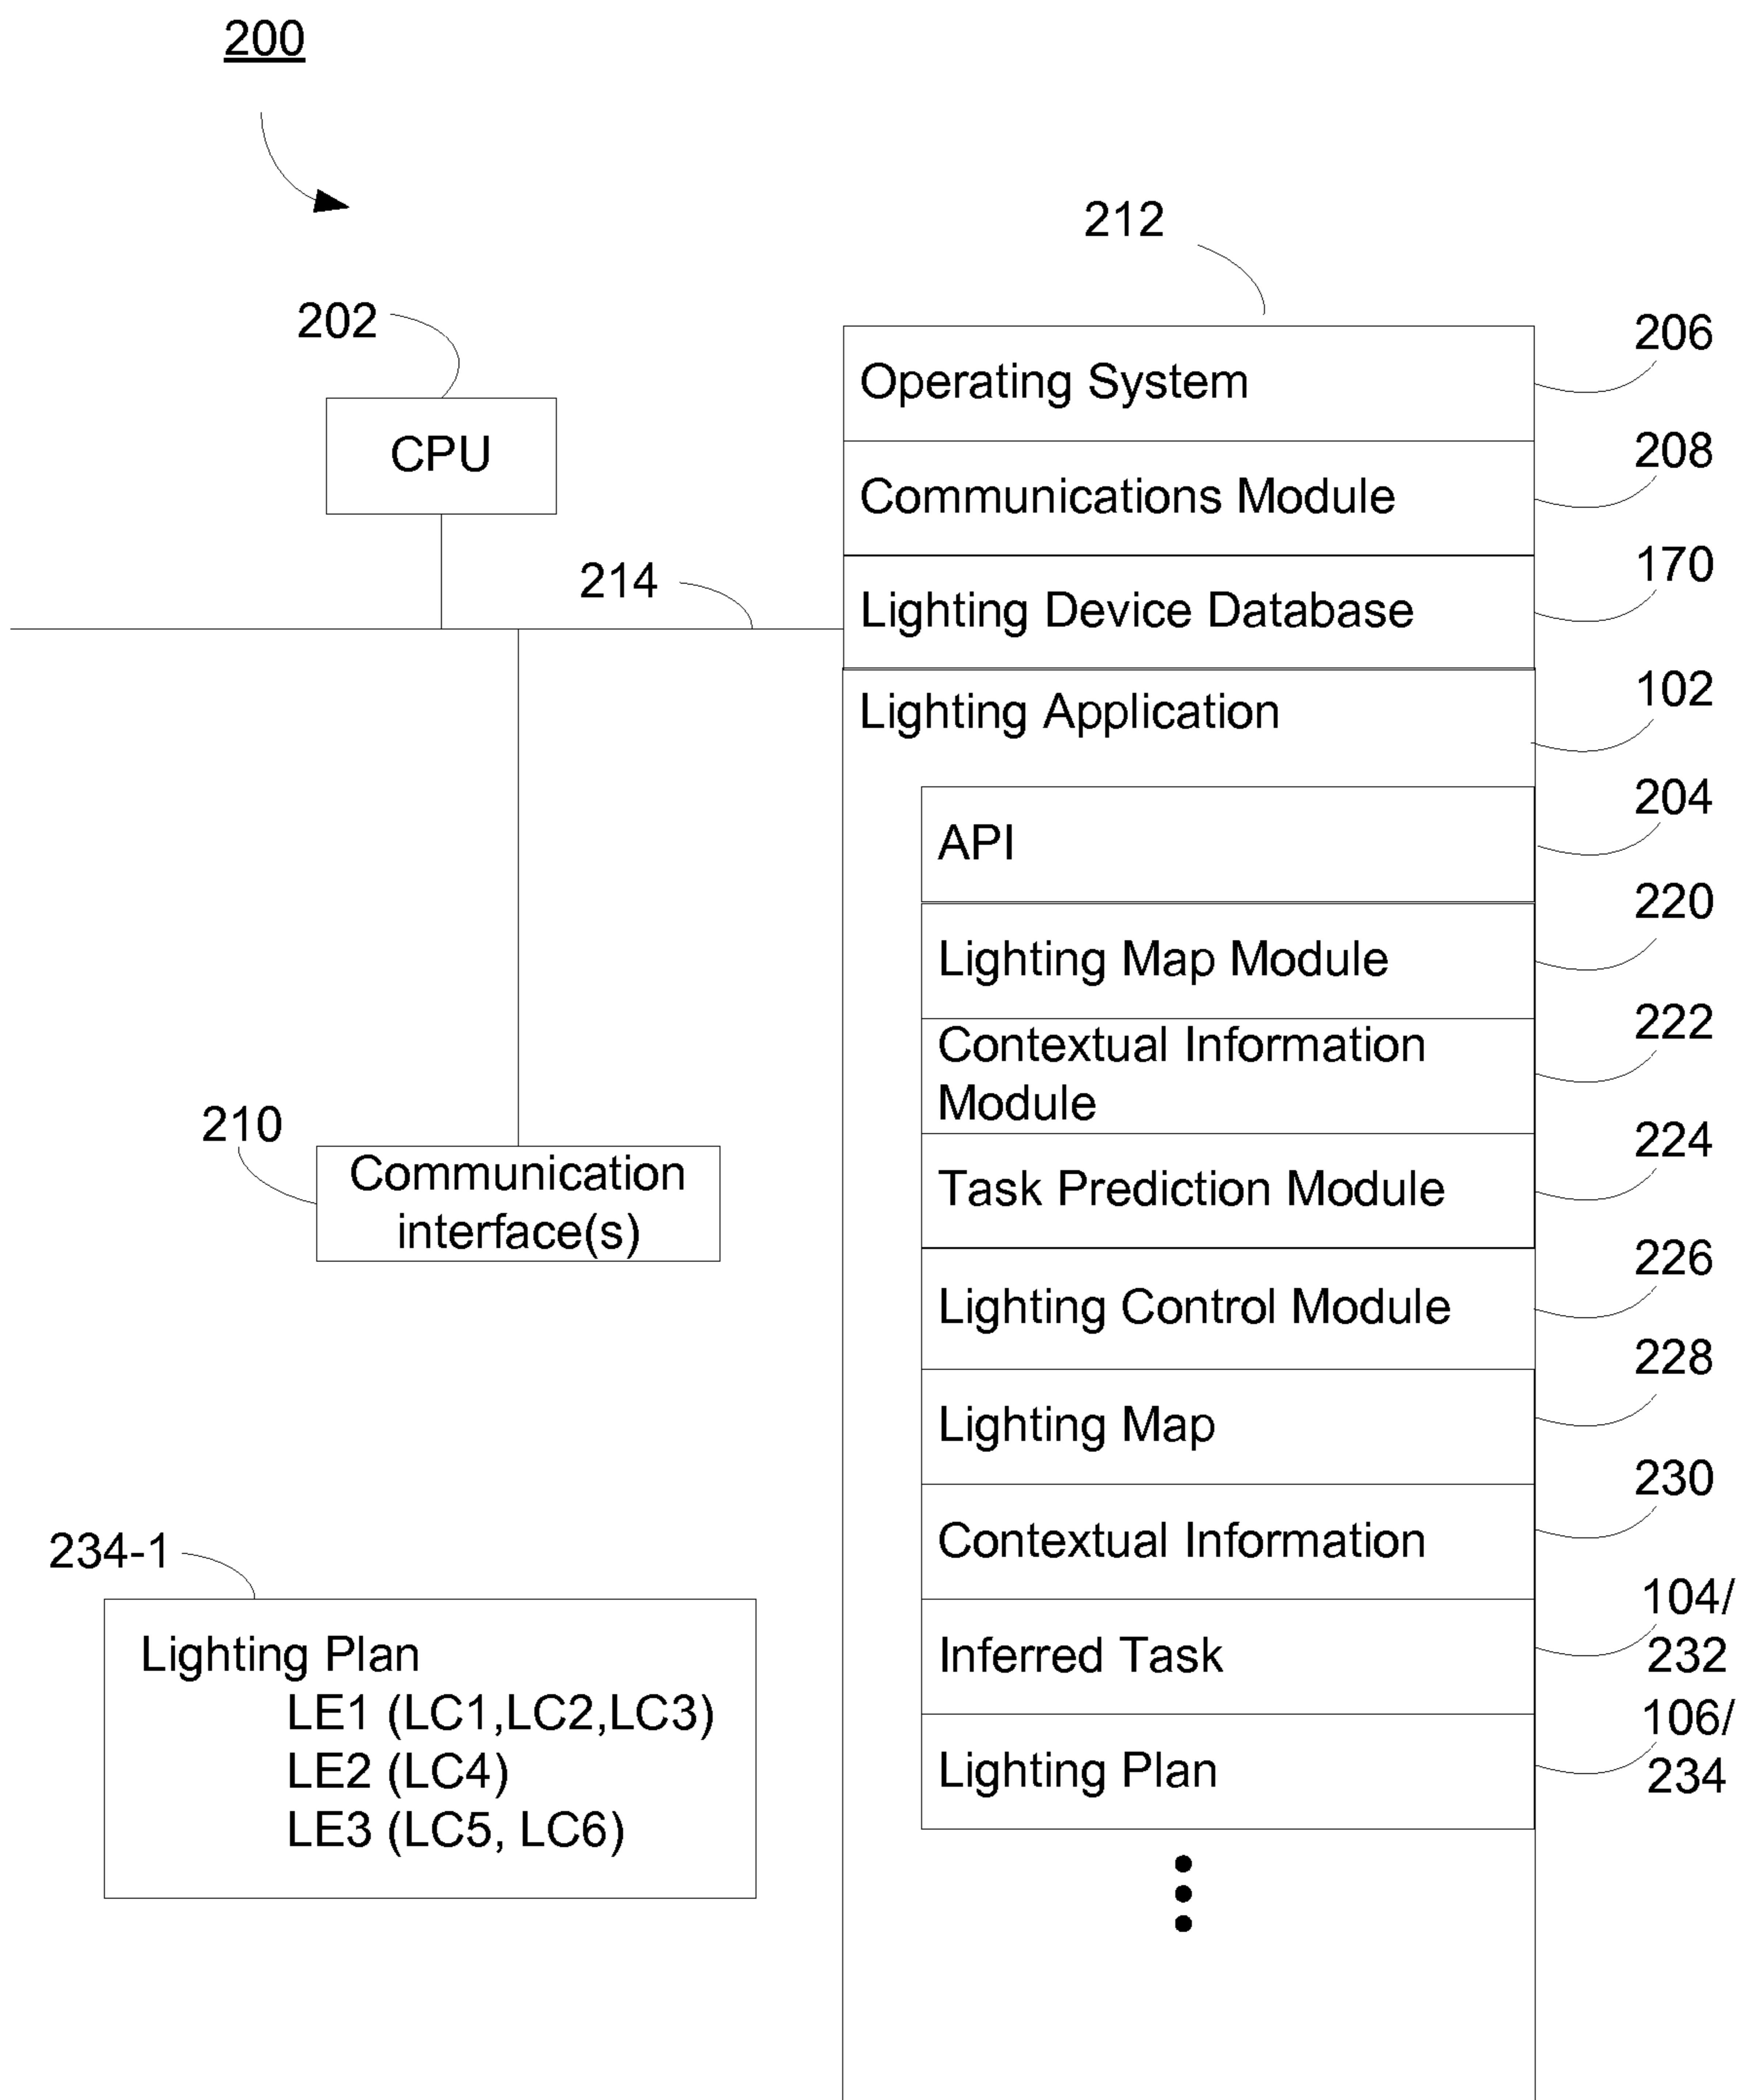 200
212
202
206
Operating System
CPU
208
Communications Module
214
170
Lighting Device Database
102
Lighting Application
204
API
220
Lighting Map Module
222
Contextual Information
Module
210
224
Communication
interface(s)
Task Prediction Module
226
Lighting Control Module
228
Lighting Map
230
Contextual Information
234-1
104/
232
Inferred Task
Lighting Plan
LE1 (LC1,LC2,LC3)
LE2 (LC4)
LE3 (LC5, LC6)
106/
234
Lighting Plan